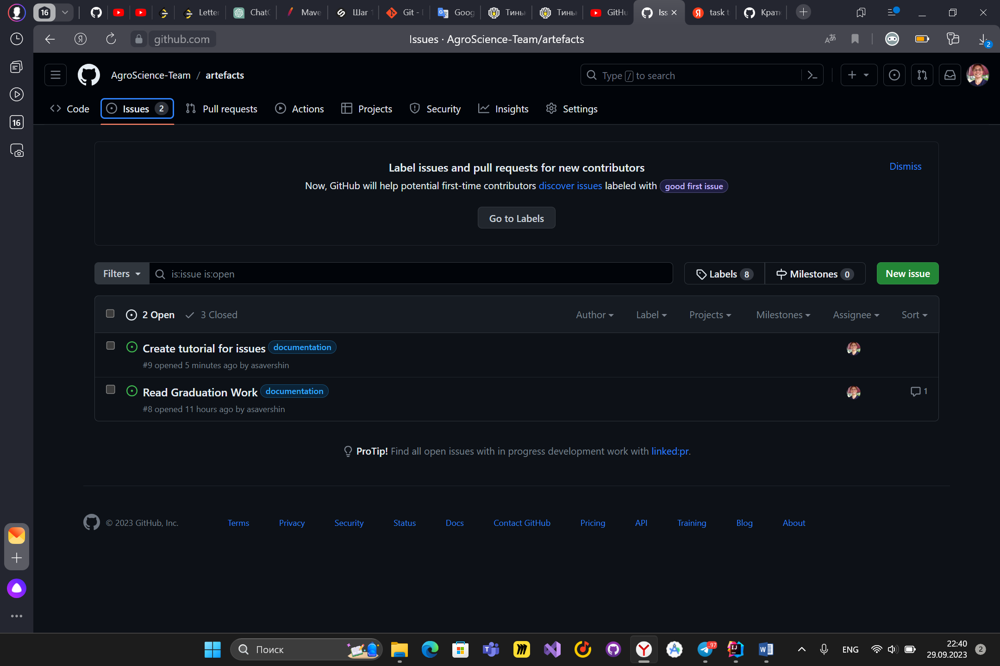 16
Lette
Chat
Mave
Шаг 1
Git -
Goog
Тинь
Тинь
GitHu
Iss
task t
Кратк
github.com
Issues · AgroScience-Team/artefacts
2
AgroScience-Team / artefacts
Type / to search
Code
Issues 2
Pull requests
Actions
Projects
Security
Insights
Settings
16
Label issues and pull requests for new contributors
Dismiss
Now, GitHub will help potential first-time contributors discover issues labeled with good first issue
Go to Labels
Filters
is:issue is:open
Labels 8
Milestones 0
New issue
2 Open
3 Closed
Author
Label
Projects
Milestones
Assignee
Sort
Create tutorial for issues documentation
#9 opened 5 minutes ago by asavershin
Read Graduation Work documentation
1
#8 opened 11 hours ago by asavershin
ProTip! Find all open issues with in progress development work with linked:pr.
© 2023 GitHub, Inc.
Terms
Privacy
Security
Status
Docs
Contact GitHub
Pricing
API
Training
Blog
About
Поиск
..97
ENG
22:40
29.09.2023
2